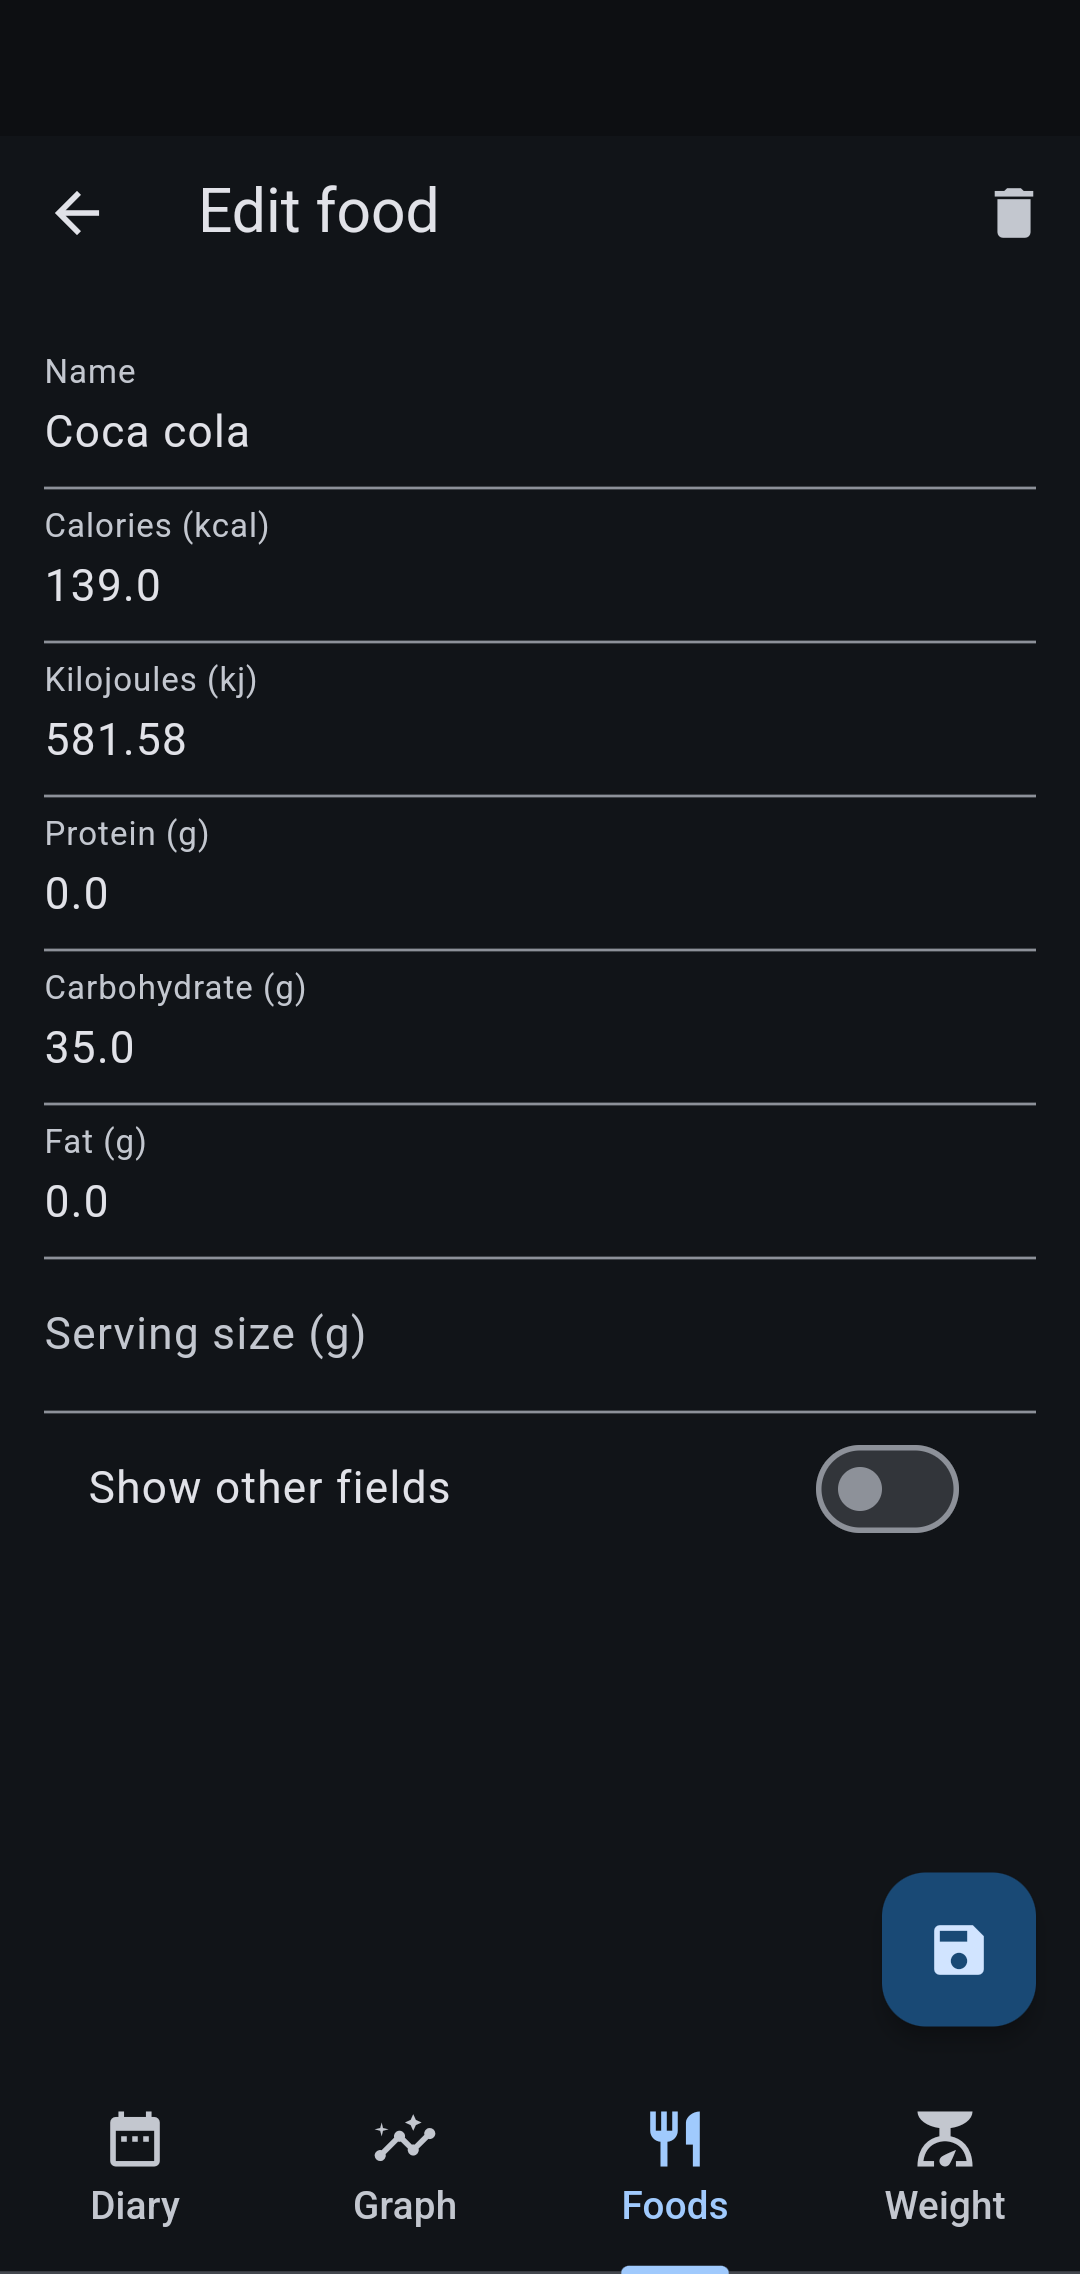 Edit food
Name
Coca cola
Calories (kcal)
139.0
Kilojoules (kj)
581.58
Protein (g)
0.0
Carbohydrate (g)
35.0
Fat (g)
0.0
Serving size (g)
Show other fields
Diary
Graph
Foods
Weight